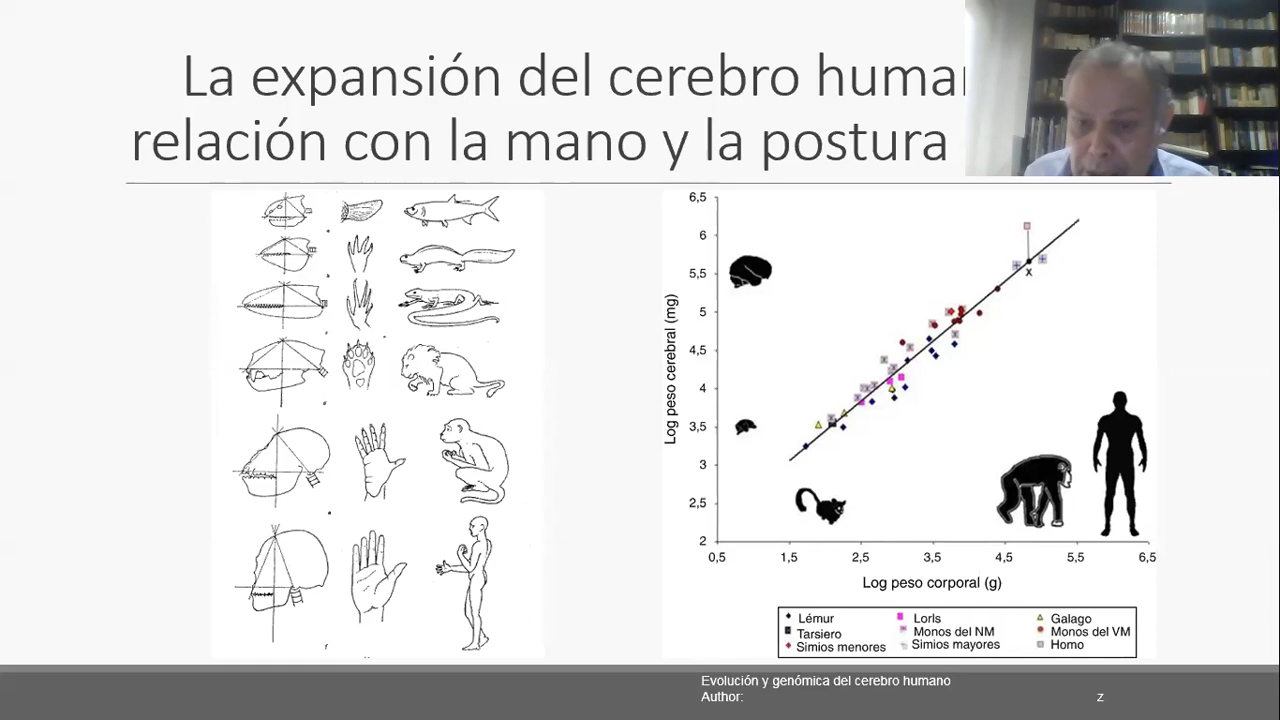 La expansión del cerebro human
relación con la mano y la postura
6,5
6
5,5
5
4,5
4
3,5
3
2,5
2
Log peso cerebral (mg)
X
0,5 1,5 2,5 3,5 4,5 5,5 6,5
Log peso corporal (g)
Lémur LorIs Galago
Tarsiero Monos del NM Monos del VM
Simios menores Simios mayores Homo
Evolución y genómica del cerebro humano
Author: z